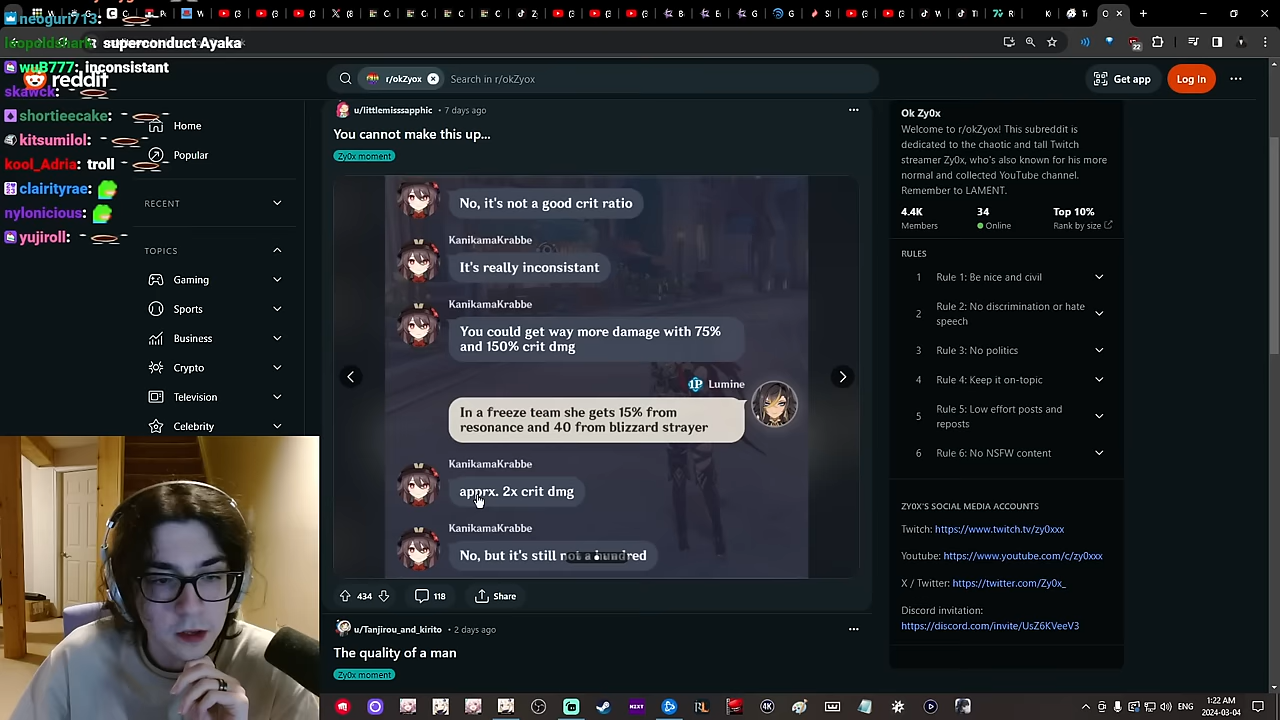 neoguri713:
leopoldshark
superconduct Ayaka
wuB777: inconsistant
skawck:
shortieecake:
kitsumilol:
kool_Adria: troll
clairityrae:
nylonicious:
yujiroll:
reddit
r/okZyox
Search in r/okZyox
Get app
Log In
22
Home
Popular
RECENT
TOPICS
Gaming
Sports
Business
Crypto
Television
Celebrity
u/littlemisssapphic • 7 days ago
You cannot make this up...
Zy0x moment
No, it's not a good crit ratio
KanikamaKrabbe
It's really inconsistant
KanikamaKrabbe
You could get way more damage with 75%
and 150% crit dmg
1P Lumine
In a freeze team she gets 15% from
resonance and 40 from blizzard strayer
KanikamaKrabbe
apprx. 2x crit dmg
KanikamaKrabbe
No, but it's still not a hundred
434
118
Share
u/Tanjirou_and_kirito • 2 days ago
The quality of a man
Zy0x moment
Ok Zy0x
Welcome to r/okZyox! This subreddit is
dedicated to the chaotic and tall Twitch
streamer Zy0x, who's also known for his more
normal and collected YouTube channel.
Remember to LAMENT.
4.4K 34 Top 10%
Members Online Rank by size
RULES
1 Rule 1: Be nice and civil
2 Rule 2: No discrimination or hate
speech
3 Rule 3: No politics
4 Rule 4: Keep it on-topic
5 Rule 5: Low effort posts and
reposts
6 Rule 6: No NSFW content
ZY0X'S SOCIAL MEDIA ACCOUNTS
Twitch: https://www.twitch.tv/zy0xxx
Youtube: https://www.youtube.com/c/zy0xxx
X / Twitter: https://twitter.com/Zy0x_
Discord invitation:
https://discord.com/invite/UsZ6KVeeV3
1:22 AM
2024-03-04